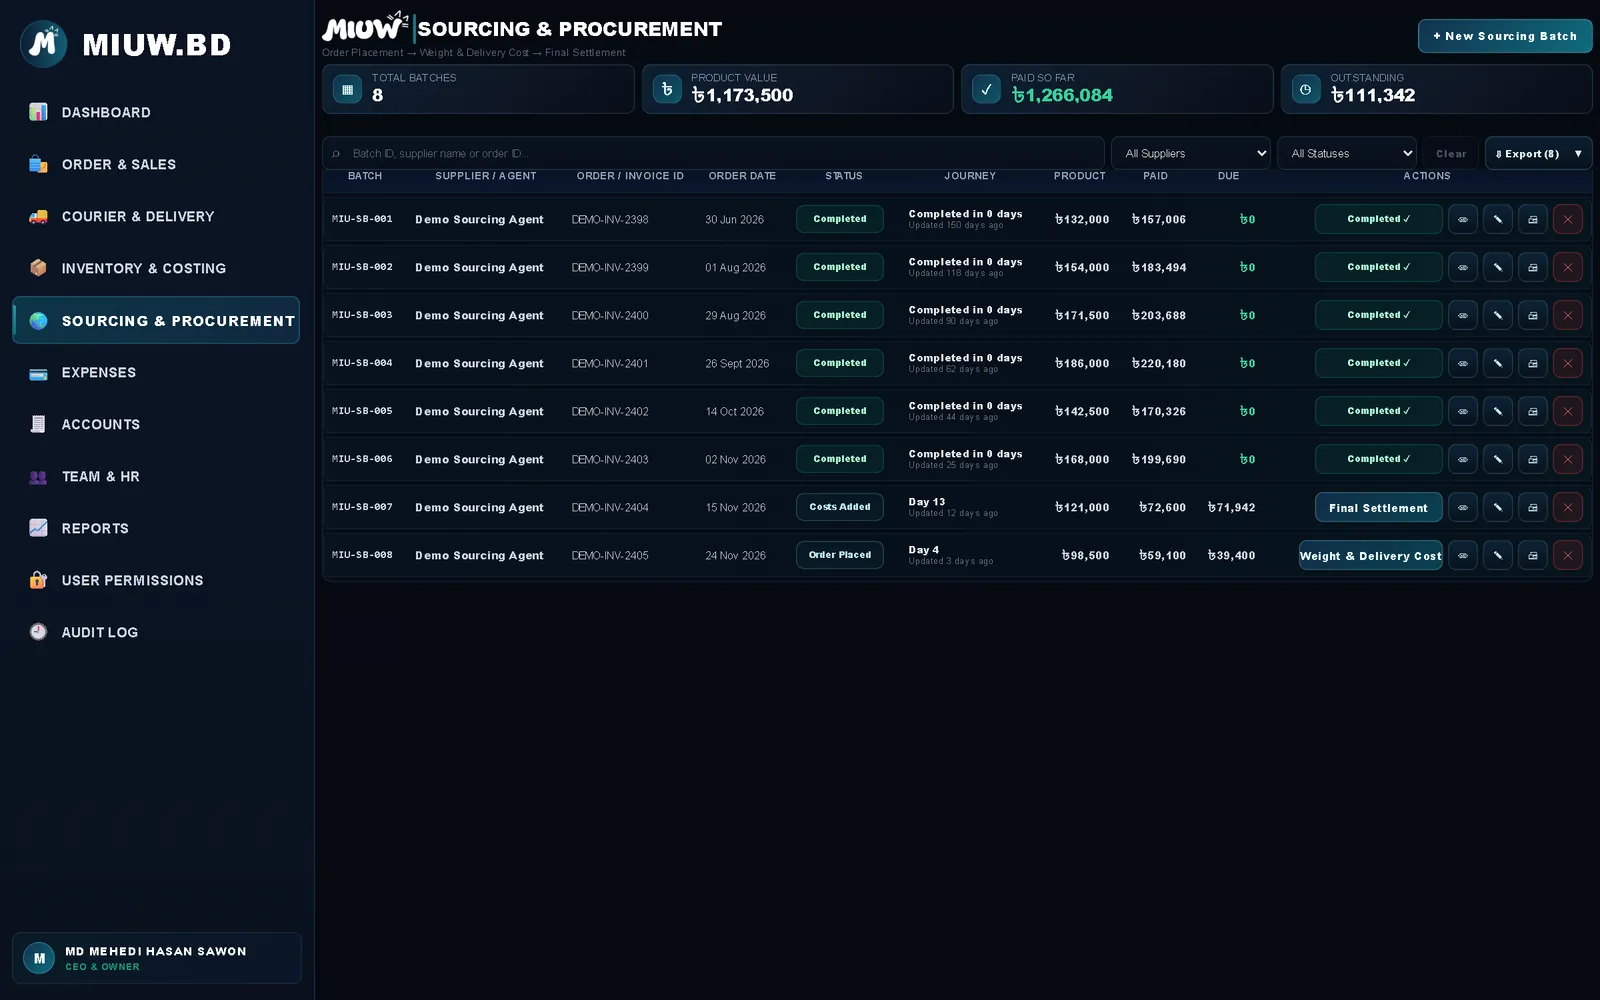 MIUW.BD
DASHBOARD
ORDER & SALES
COURIER & DELIVERY
INVENTORY & COSTING
SOURCING & PROCUREMENT
EXPENSES
ACCOUNTS
TEAM & HR
REPORTS
USER PERMISSIONS
AUDIT LOG
M
MD MEHEDI HASAN SAWON
CEO & OWNER
MIUW SOURCING & PROCUREMENT
Order Placement → Weight & Delivery Cost → Final Settlement
+ New Sourcing Batch
TOTAL BATCHES
8
৳
PRODUCT VALUE
৳1,173,500
✓
PAID SO FAR
৳1,266,084
OUTSTANDING
৳111,342
Batch ID, supplier name or order ID...
All Suppliers
All Statuses
Clear
⇩ Export (8) ▼
BATCH SUPPLIER / AGENT ORDER / INVOICE ID ORDER DATE STATUS JOURNEY PRODUCT PAID DUE ACTIONS
MIU-SB-001 Demo Sourcing Agent DEMO-INV-2398 30 Jun 2026 Completed Completed in 0 days ৳132,000 ৳157,006 ৳0 Completed ✓
Updated 150 days ago
MIU-SB-002 Demo Sourcing Agent DEMO-INV-2399 01 Aug 2026 Completed Completed in 0 days ৳154,000 ৳183,494 ৳0 Completed ✓
Updated 118 days ago
MIU-SB-003 Demo Sourcing Agent DEMO-INV-2400 29 Aug 2026 Completed Completed in 0 days ৳171,500 ৳203,688 ৳0 Completed ✓
Updated 90 days ago
MIU-SB-004 Demo Sourcing Agent DEMO-INV-2401 26 Sept 2026 Completed Completed in 0 days ৳186,000 ৳220,180 ৳0 Completed ✓
Updated 62 days ago
MIU-SB-005 Demo Sourcing Agent DEMO-INV-2402 14 Oct 2026 Completed Completed in 0 days ৳142,500 ৳170,326 ৳0 Completed ✓
Updated 44 days ago
MIU-SB-006 Demo Sourcing Agent DEMO-INV-2403 02 Nov 2026 Completed Completed in 0 days ৳168,000 ৳199,690 ৳0 Completed ✓
Updated 25 days ago
MIU-SB-007 Demo Sourcing Agent DEMO-INV-2404 15 Nov 2026 Costs Added Day 13 ৳121,000 ৳72,600 ৳71,942 Final Settlement
Updated 12 days ago
MIU-SB-008 Demo Sourcing Agent DEMO-INV-2405 24 Nov 2026 Order Placed Day 4 ৳98,500 ৳59,100 ৳39,400 Weight & Delivery Cost
Updated 3 days ago